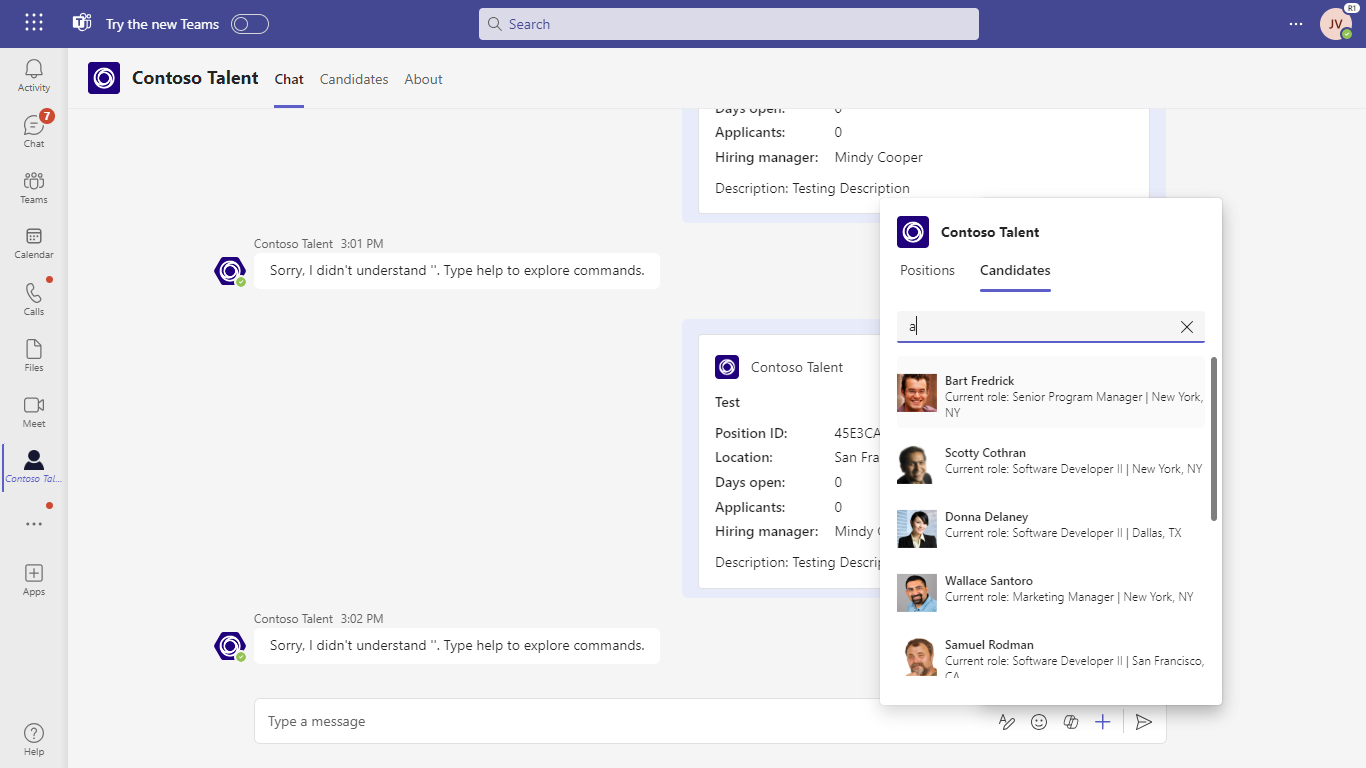 Try the new Teams
Search
R1
JV
Activity
7
Chat
Teams
Calendar
Calls
Files
Meet
Contoso Tal...
Apps
Help
Contoso Talent
Chat
Candidates
About
Days open: 0
Applicants: 0
Hiring manager: Mindy Cooper
Description: Testing Description
Contoso Talent 3:01 PM
Sorry, I didn't understand ''. Type help to explore commands.
Contoso Talent
Test
Position ID: 45E3CA
Location: San Fra
Days open: 0
Applicants: 0
Hiring manager: Mindy
Description: Testing Descrip
Contoso Talent 3:02 PM
Sorry, I didn't understand ''. Type help to explore commands.
Type a message
Contoso Talent
Positions
Candidates
a
Bart Fredrick
Current role: Senior Program Manager | New York,
NY
Scotty Cothran
Current role: Software Developer II | New York, NY
Donna Delaney
Current role: Software Developer II | Dallas, TX
Wallace Santoro
Current role: Marketing Manager | New York, NY
Samuel Rodman
Current role: Software Developer II | San Francisco,
CA